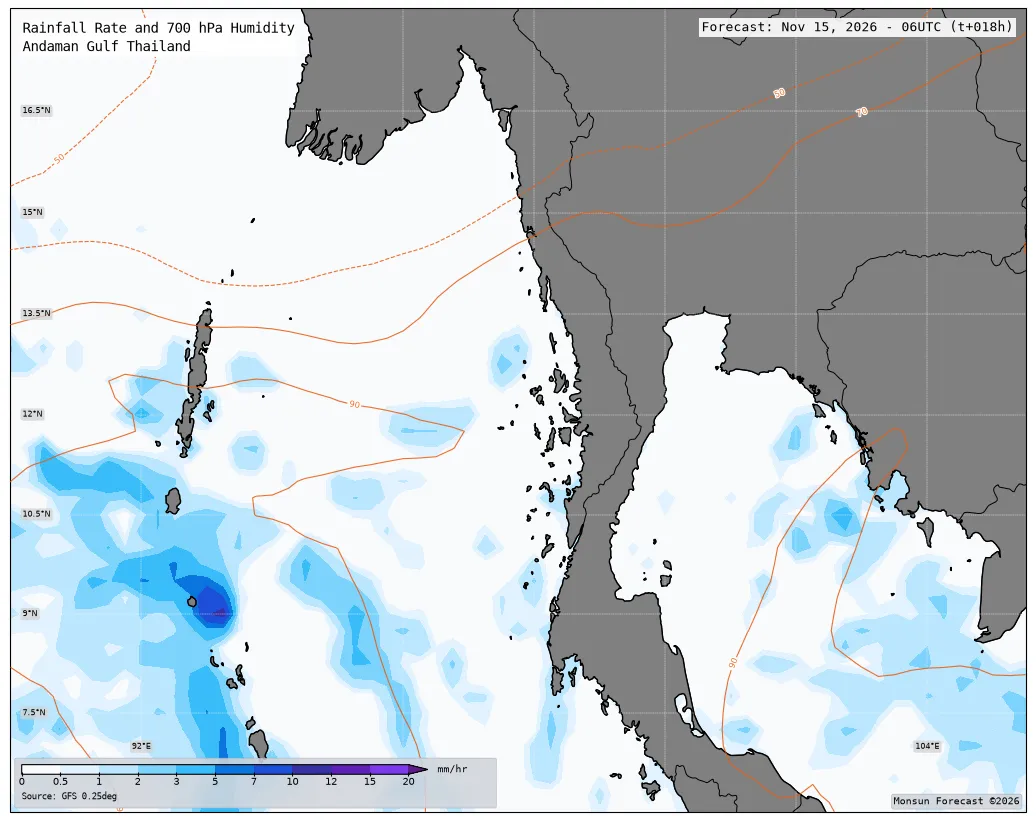 Rainfall Rate and 700 hPa Humidity
Andaman Gulf Thailand
Forecast: Nov 15, 2026 - 06UTC (t+018h)
50
70
16.5°N
50
15°N
13.5°N
90
12°N
10.5°N
9°N
90
7.5°N
92°E
104°E
mm/hr
0 0.5 1 2 3 5 7 10 12 15 20
Source: GFS 0.25deg
Monsun Forecast ©2026